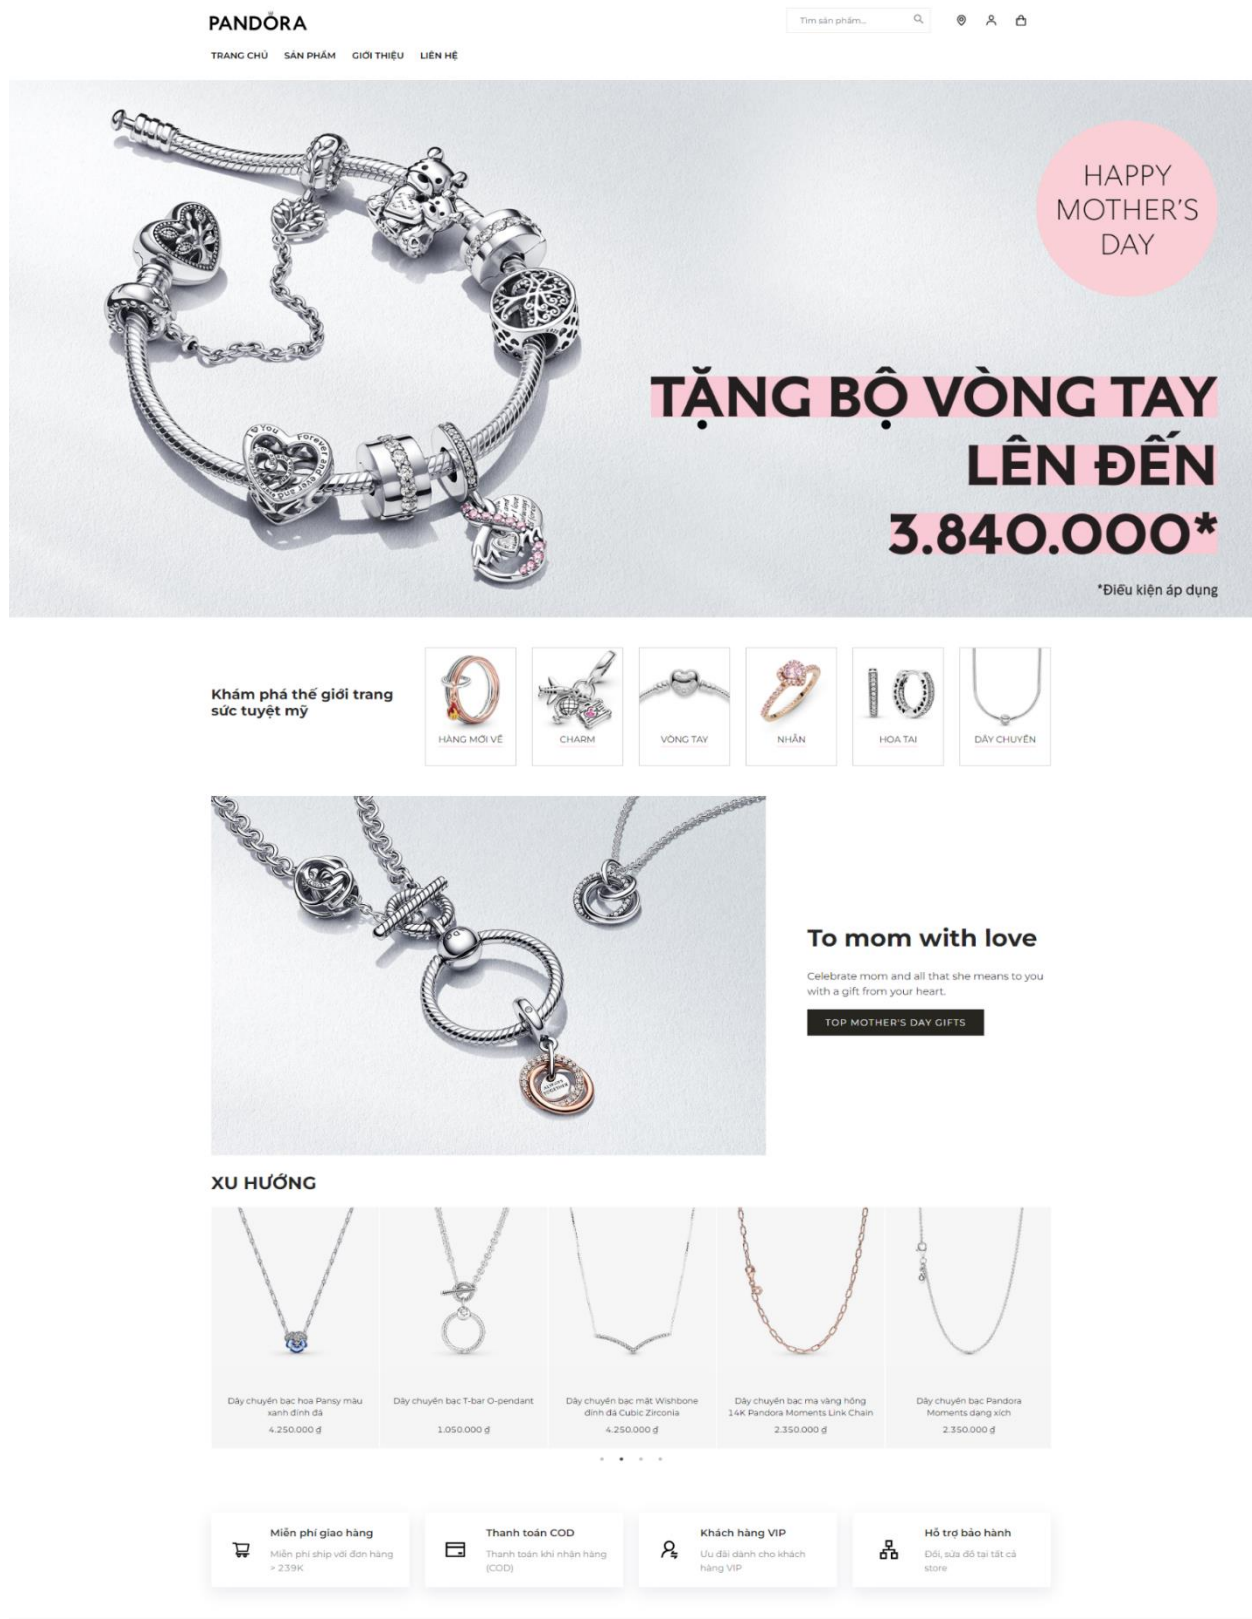 PANDORA
Tìm sản phẩm...
TRANG CHỦ SẢN PHẨM GIỚI THIỆU LIÊN HỆ
HAPPY
MOTHER'S
DAY
TẶNG BỘ VÒNG TAY
LÊN ĐẾN
3.840.000*
*Điều kiện áp dụng
Khám phá thế giới trang
sức tuyệt mỹ
HÀNG MỚI VỀ
CHARM
VÒNG TAY
NHẪN
HOA TAI
DÂY CHUYỀN
To mom with love
Celebrate mom and all that she means to you
with a gift from your heart.
TOP MOTHER'S DAY GIFTS
XU HƯỚNG
Dây chuyền bạc hoa Pansy màu
xanh đính đá
4.250.000 ₫
Dây chuyền bạc T-bar O-pendant
1.050.000 ₫
Dây chuyền bạc mặt Wishbone
đính đá Cubic Zirconia
4.250.000 ₫
Dây chuyền bạc mạ vàng hồng
14K Pandora Moments Link Chain
2.350.000 ₫
Dây chuyền bạc Pandora
Moments dạng xích
2.350.000 ₫
Miễn phí giao hàng
Miễn phí ship với đơn hàng
> 239K
Thanh toán COD
Thanh toán khi nhận hàng
(COD)
Khách hàng VIP
Ưu đãi dành cho khách
hàng VIP
Hỗ trợ bảo hành
Đổi, sửa đồ tại tất cả
store